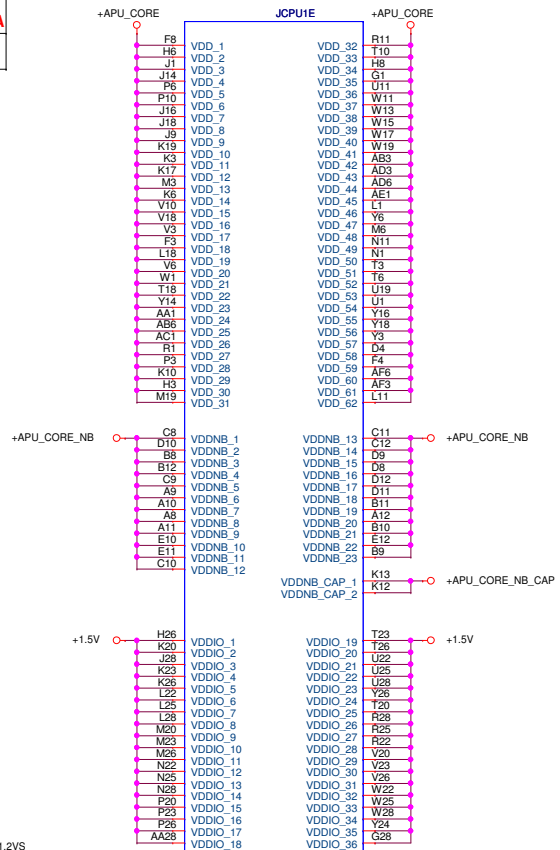 A
+APU_CORE JCPU1E +APU_CORE
F8 VDD_1 VDD_32 R11
H6 VDD_2 VDD_33 T10
J1 VDD_3 VDD_34 H8
J14 VDD_4 VDD_35 G1
P6 VDD_5 VDD_36 U11
P10 VDD_6 VDD_37 W11
J16 VDD_7 VDD_38 W13
J18 VDD_8 VDD_39 W15
J9 VDD_9 VDD_40 W17
K19 VDD_10 VDD_41 W19
K3 VDD_11 VDD_42 AB3
K17 VDD_12 VDD_43 AD3
M3 VDD_13 VDD_44 AD6
K6 VDD_14 VDD_45 AE1
V10 VDD_15 VDD_46 L1
V18 VDD_16 VDD_47 Y6
V3 VDD_17 VDD_48 M6
F3 VDD_18 VDD_49 N11
L18 VDD_19 VDD_50 N1
V6 VDD_20 VDD_51 T3
W1 VDD_21 VDD_52 T6
T18 VDD_22 VDD_53 U19
Y14 VDD_23 VDD_54 U1
AA1 VDD_24 VDD_55 Y16
AB6 VDD_25 VDD_56 Y18
AC1 VDD_26 VDD_57 Y3
R1 VDD_27 VDD_58 D4
P3 VDD_28 VDD_59 F4
K10 VDD_29 VDD_60 AF6
H3 VDD_30 VDD_61 AF3
M19 VDD_31 VDD_62 L11
+APU_CORE_NB C8 VDDNB_1 VDDNB_13 C11 +APU_CORE_NB
D10 VDDNB_2 VDDNB_14 C12
B8 VDDNB_3 VDDNB_15 D9
B12 VDDNB_4 VDDNB_16 D8
C9 VDDNB_5 VDDNB_17 D12
A9 VDDNB_6 VDDNB_18 D11
A10 VDDNB_7 VDDNB_19 B11
A8 VDDNB_8 VDDNB_20 A12
A11 VDDNB_9 VDDNB_21 B10
E10 VDDNB_10 VDDNB_22 E12
E11 VDDNB_11 VDDNB_23 B9
C10 VDDNB_12
VDDNB_CAP_1 K13 +APU_CORE_NB_CAP
VDDNB_CAP_2 K12
+1.5V H26 VDDIO_1 VDDIO_19 T23 +1.5V
K20 VDDIO_2 VDDIO_20 T26
J28 VDDIO_3 VDDIO_21 U22
K23 VDDIO_4 VDDIO_22 U25
K26 VDDIO_5 VDDIO_23 U28
L22 VDDIO_6 VDDIO_24 Y26
L25 VDDIO_7 VDDIO_25 T20
L28 VDDIO_8 VDDIO_26 R28
M20 VDDIO_9 VDDIO_27 R25
M23 VDDIO_10 VDDIO_28 R22
M26 VDDIO_11 VDDIO_29 V20
N22 VDDIO_12 VDDIO_30 V23
N25 VDDIO_13 VDDIO_31 V26
N28 VDDIO_14 VDDIO_32 W22
P20 VDDIO_15 VDDIO_33 W25
P23 VDDIO_16 VDDIO_34 W28
P26 VDDIO_17 VDDIO_35 Y24
AA28 VDDIO_18 VDDIO_36 G28
1.2VS